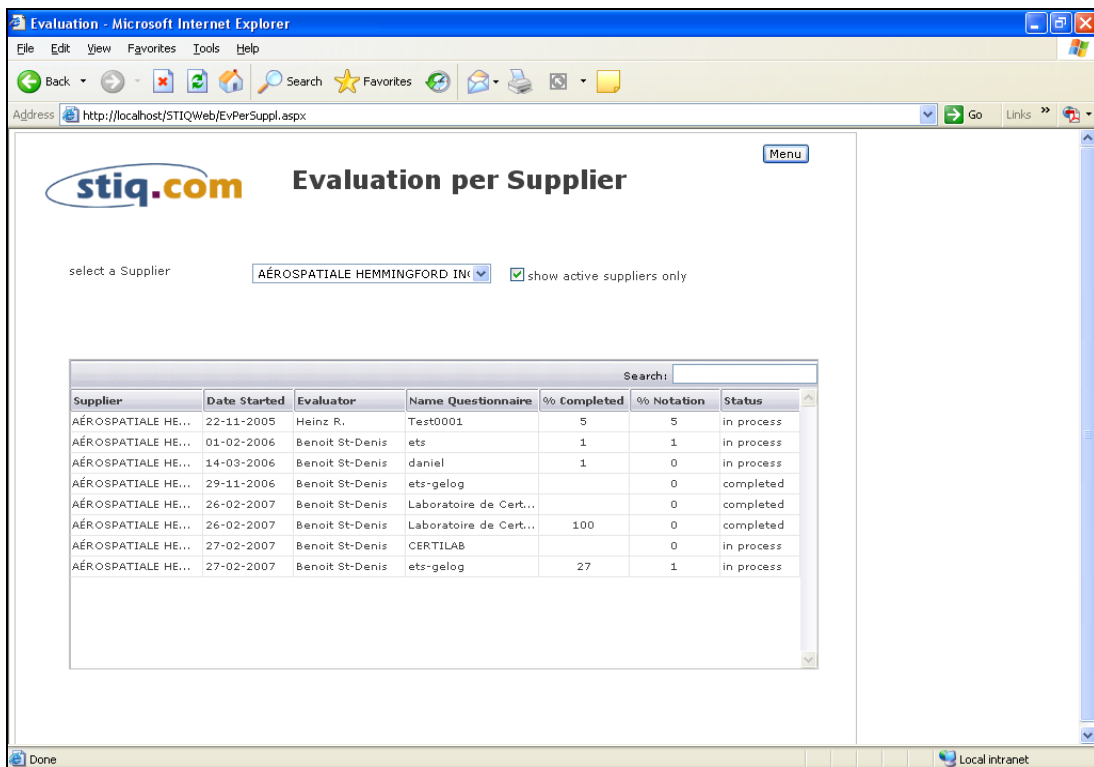 Evaluation - Microsoft Internet Explorer
File Edit View Favorites Tools Help
Back Search Favorites
Address http://localhost/STIQWeb/EvPerSuppl.aspx Go Links »
Menu
stiq.com Evaluation per Supplier
select a Supplier AÉROSPATIALE HEMMINGFORD IN show active suppliers only
Search:
Supplier Date Started Evaluator Name Questionnaire % Completed % Notation Status
AÉROSPATIALE HE... 22-11-2005 Heinz R. Test0001 5 5 in process
AÉROSPATIALE HE... 01-02-2006 Benoit St-Denis ets 1 1 in process
AÉROSPATIALE HE... 14-03-2006 Benoit St-Denis daniel 1 0 in process
AÉROSPATIALE HE... 29-11-2006 Benoit St-Denis ets-gelog 0 completed
AÉROSPATIALE HE... 26-02-2007 Benoit St-Denis Laboratoire de Cert... 0 completed
AÉROSPATIALE HE... 26-02-2007 Benoit St-Denis Laboratoire de Cert... 100 0 completed
AÉROSPATIALE HE... 27-02-2007 Benoit St-Denis CERTILAB 0 in process
AÉROSPATIALE HE... 27-02-2007 Benoit St-Denis ets-gelog 27 1 in process
Done Local intranet